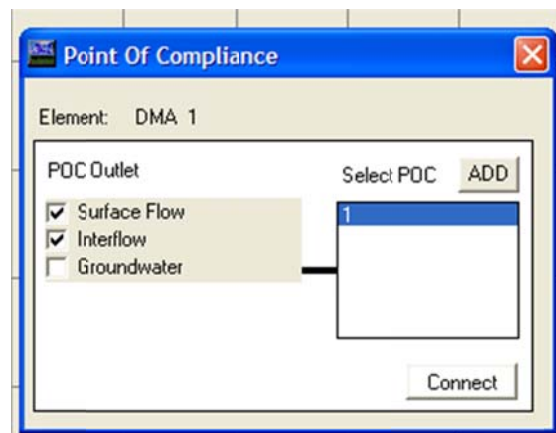 Point Of Compliance
Element: DMA 1
POC Outlet
Select POC
ADD
Surface Flow
Interflow
Groundwater
1
Connect